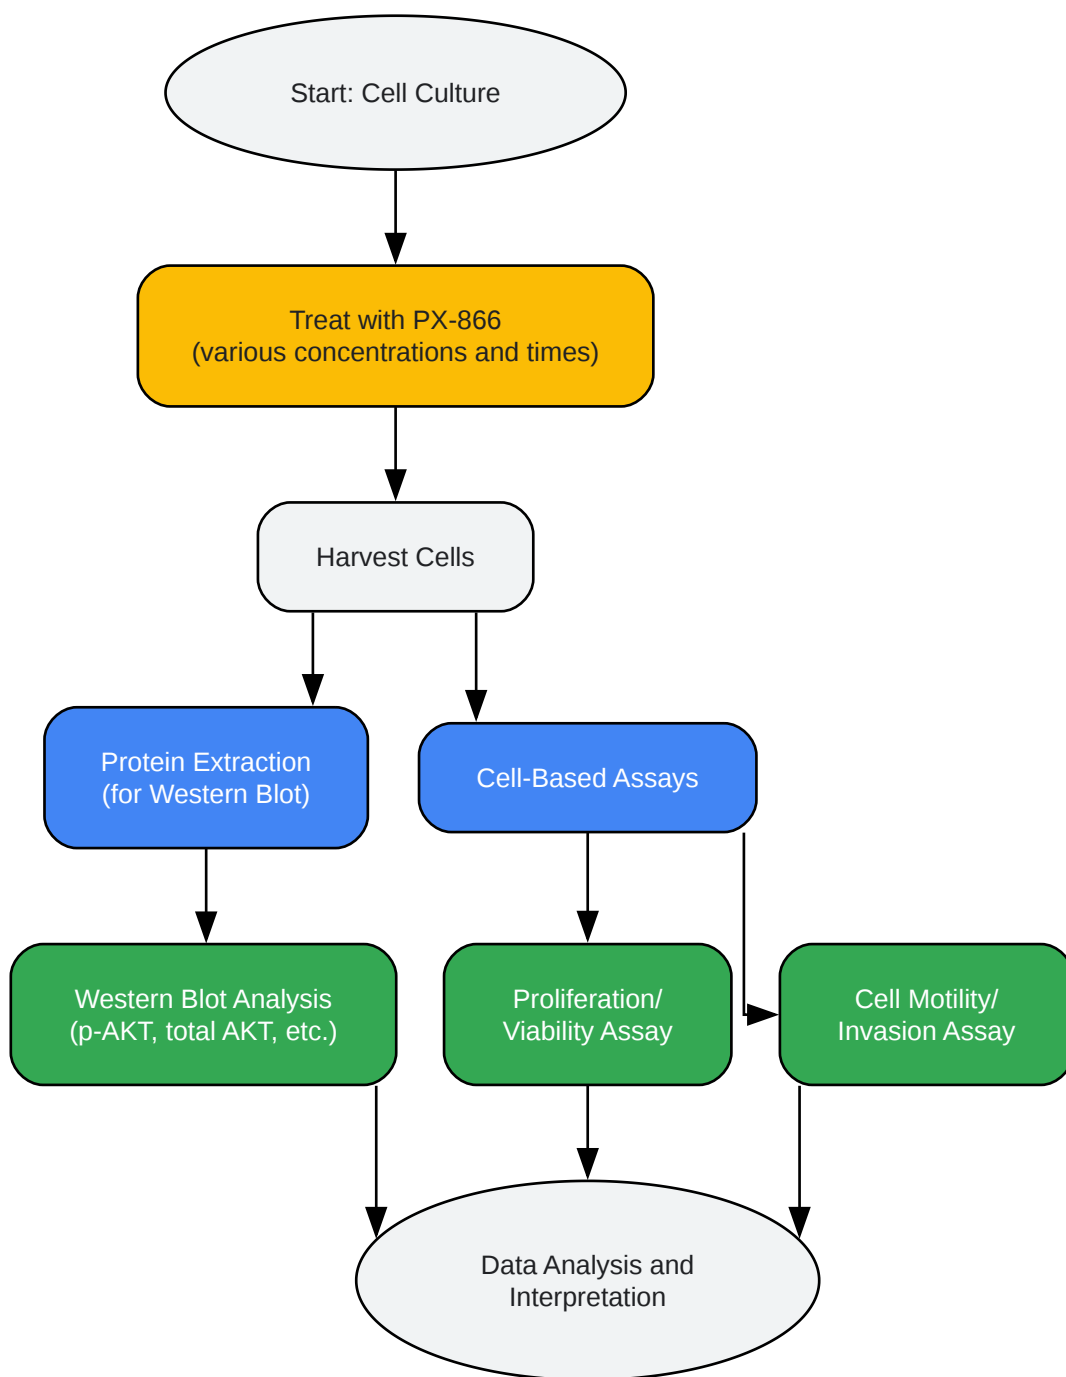 Start: Cell Culture
Treat with PX-866
(various concentrations and times)
Harvest Cells
Protein Extraction
(for Western Blot)
Cell-Based Assays
Western Blot Analysis
(p-AKT, total AKT, etc.)
Proliferation/
Viability Assay
Cell Motility/
Invasion Assay
Data Analysis and
Interpretation